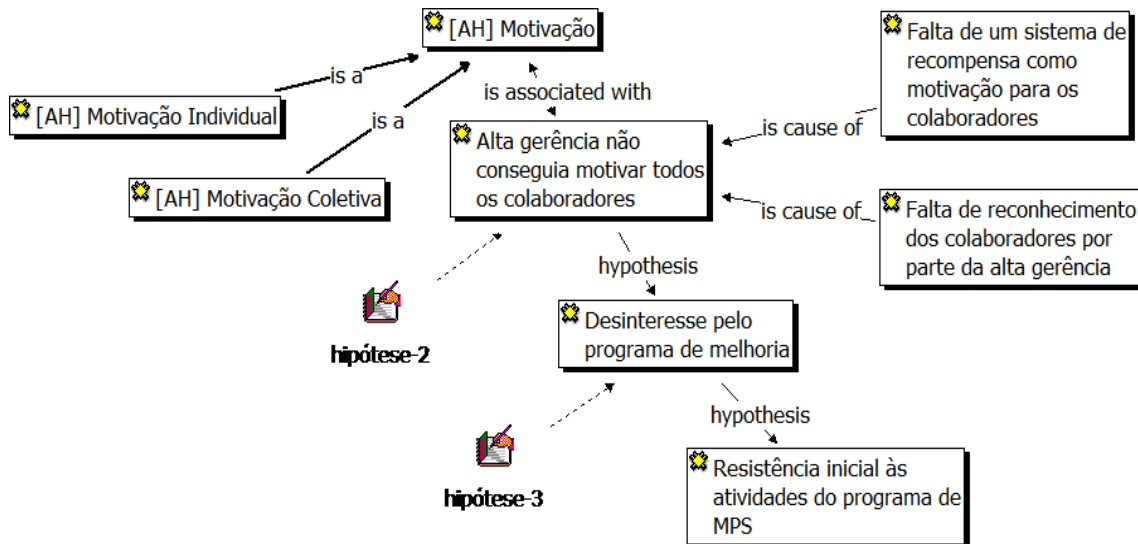 [AH] Motivação
Falta de um sistema de
recompensa como
motivação para os
colaboradores
is a
[AH] Motivação Individual
is associated with
is a
is cause of
Alta gerência não
conseguia motivar todos
os colaboradores
[AH] Motivação Coletiva
is cause of
Falta de reconhecimento
dos colaboradores por
parte da alta gerência
hypothesis
hipótese-2
Desinteresse pelo
programa de melhoria
hypothesis
hipótese-3
Resistência inicial às
atividades do programa de
MPS